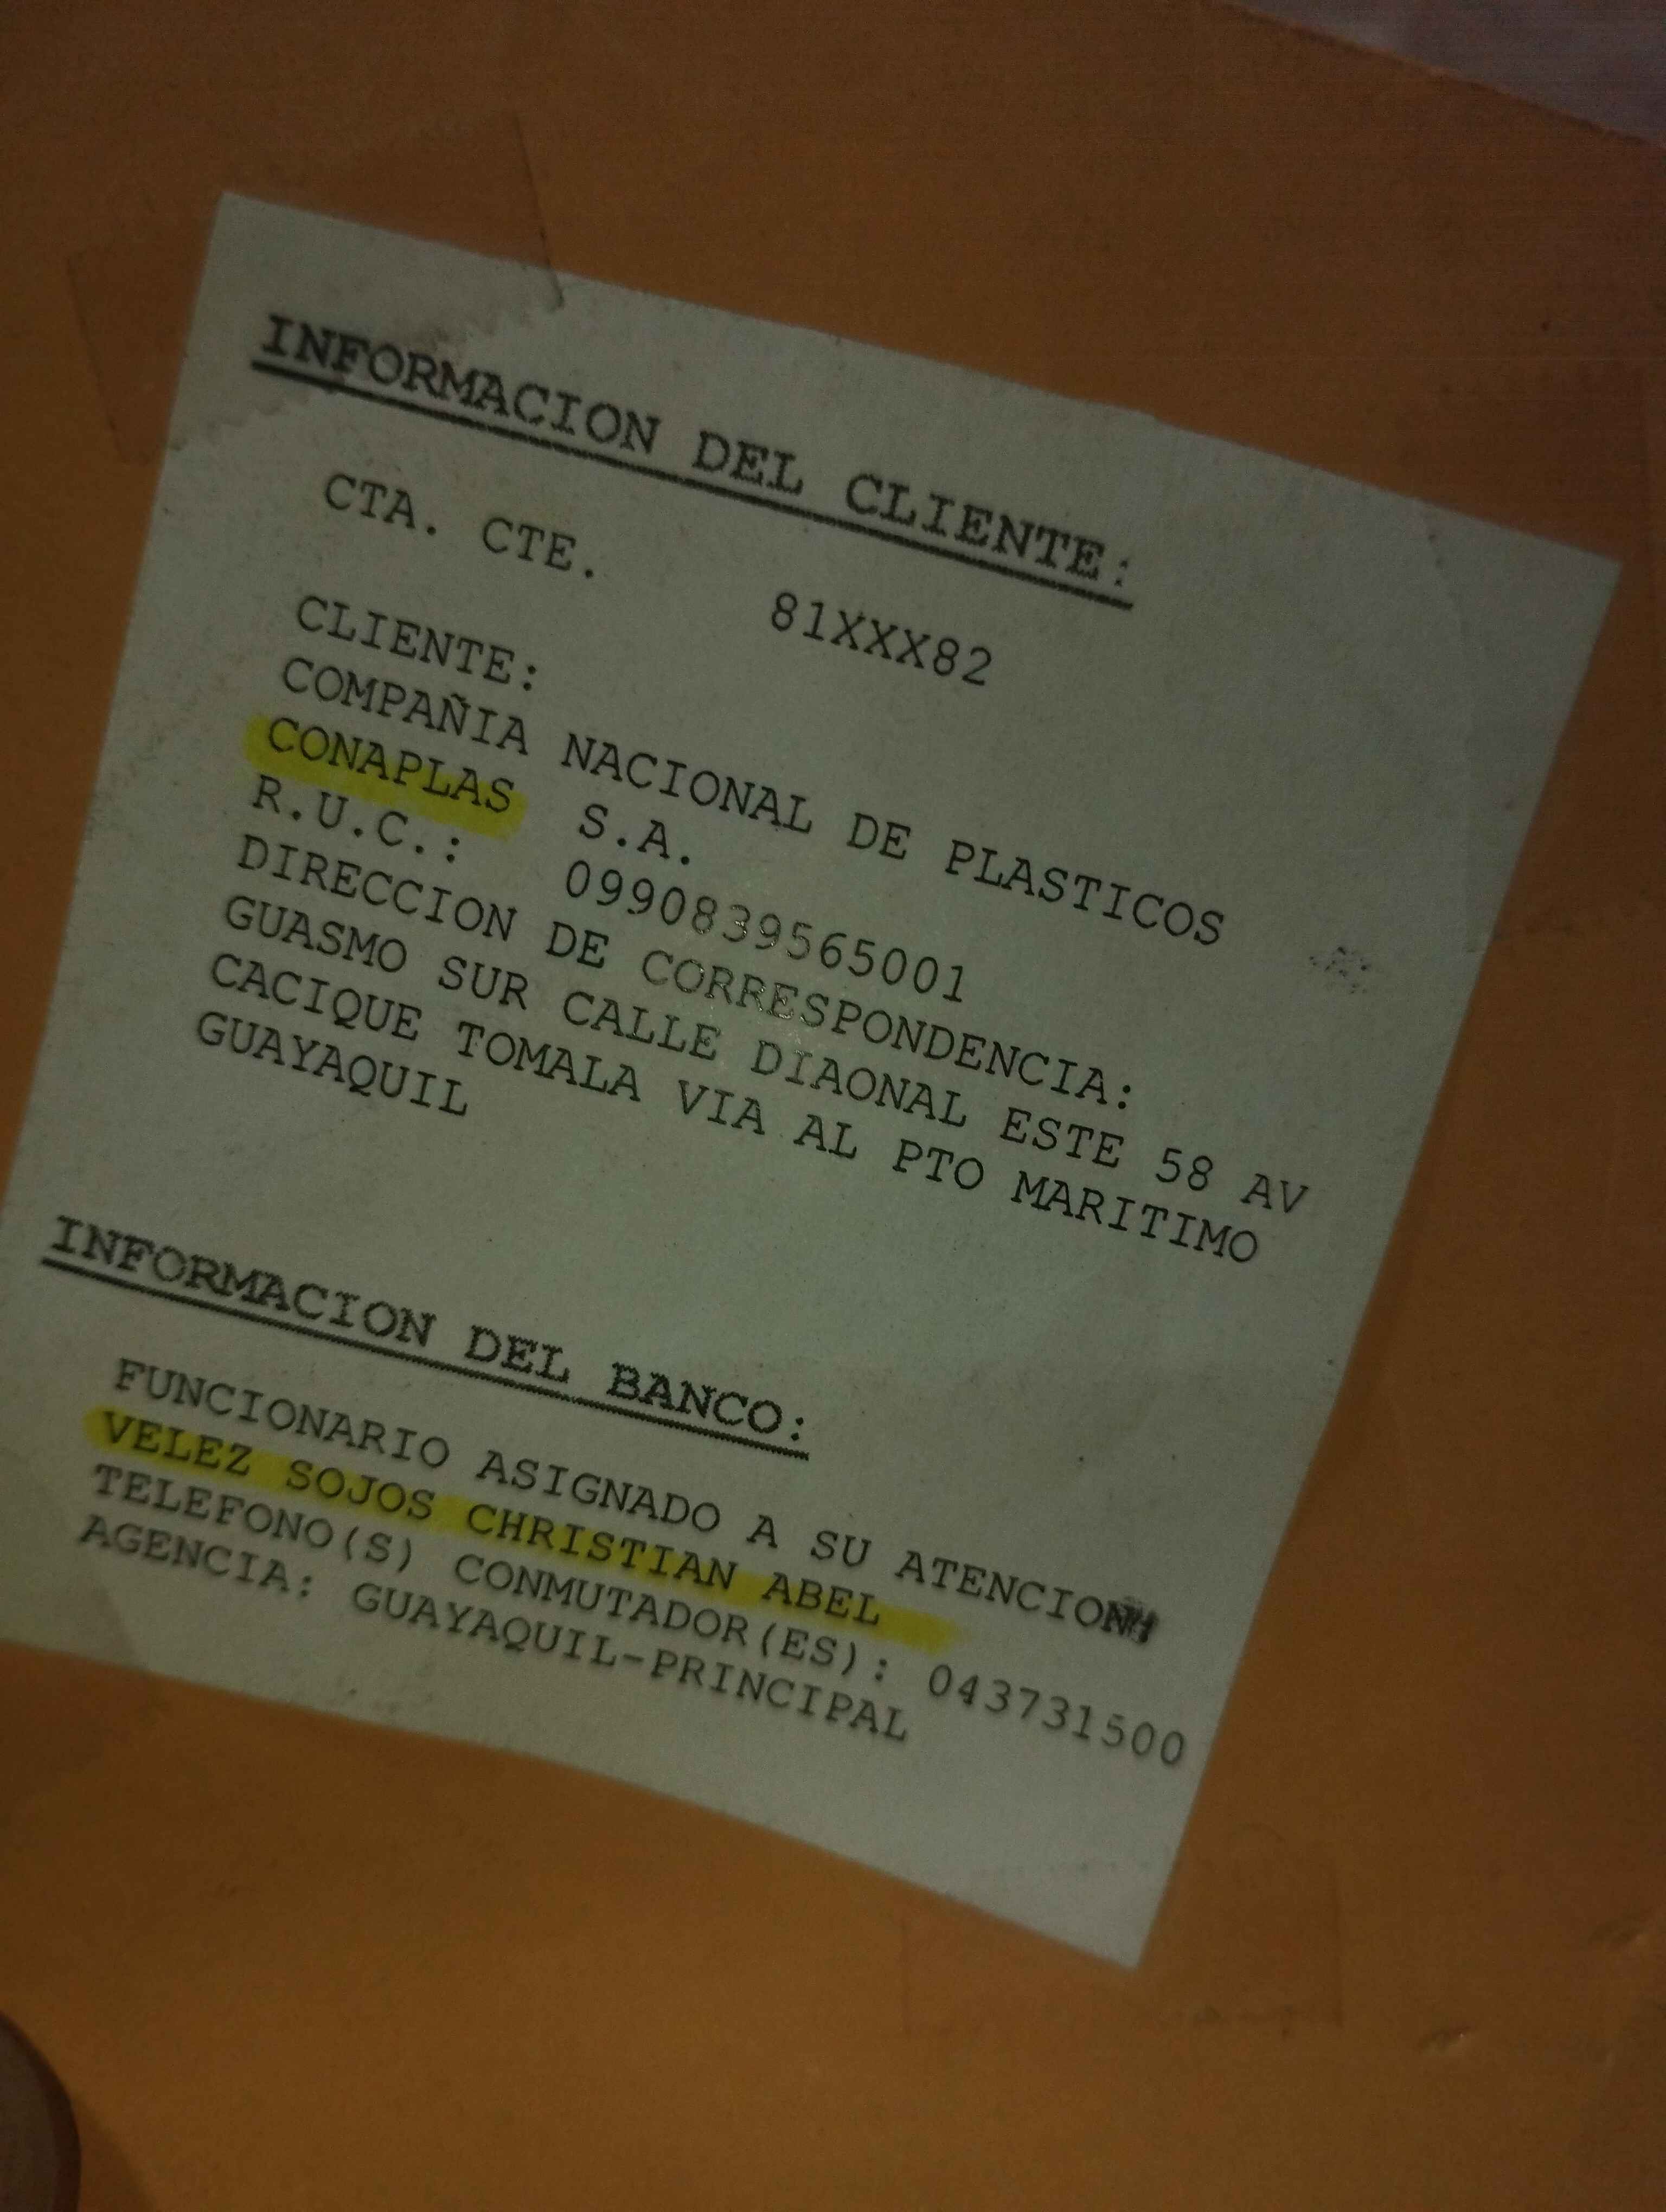 INFORMACION DEL CLIENTE:
CTA. CTE. 81XXX82
CLIENTE:
COMPAÑIA NACIONAL DE PLASTICOS
CONAPLAS S.A.
R.U.C.: 0990839565001
DIRECCION DE CORRESPONDENCIA:
GUASMO SUR CALLE DIAONAL ESTE 58 AV
CACIQUE TOMALA VIA AL PTO MARITIMO
GUAYAQUIL
INFORMACION DEL BANCO:
FUNCIONARIO ASIGNADO A SU ATENCION
VELEZ SOJOS CHRISTIAN ABEL
TELEFONO(S) CONMUTADOR(ES): 043731500
AGENCIA: GUAYAQUIL-PRINCIPAL